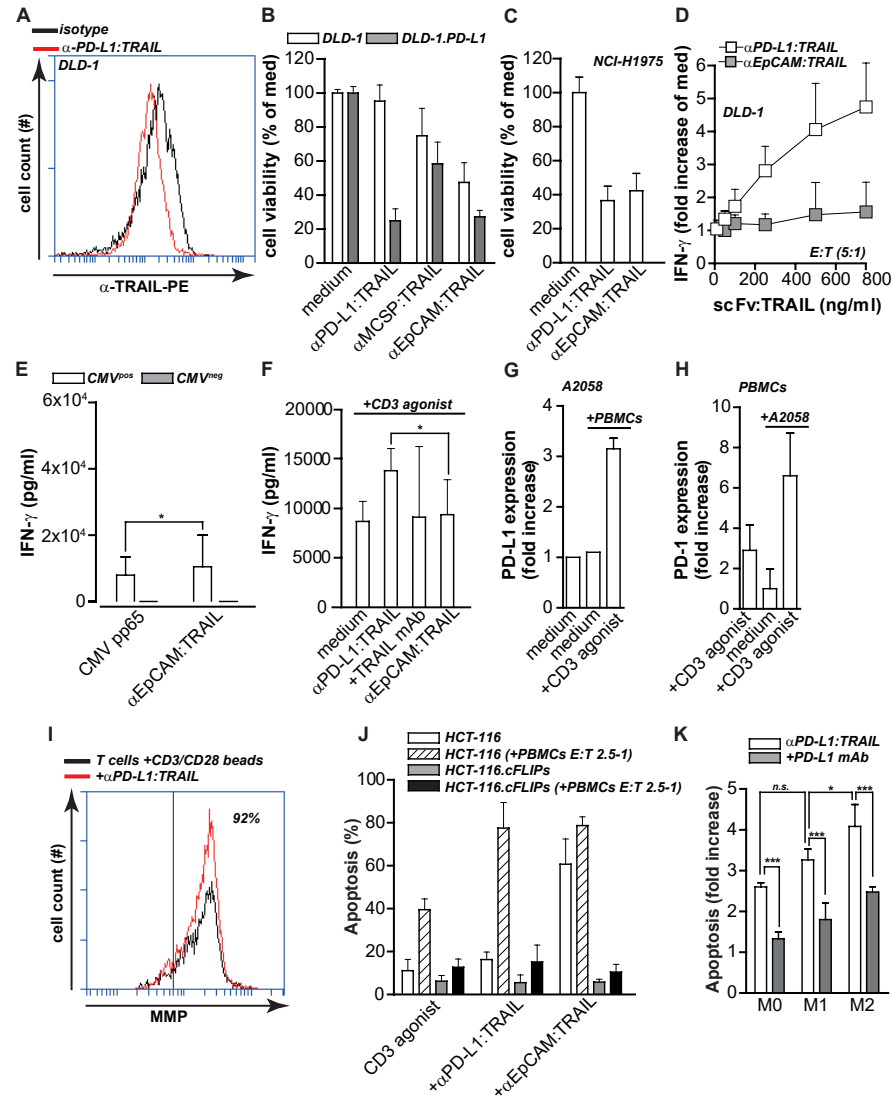 A
isotype
α-PD-L1:TRAIL
DLD-1
cell count (#)
α-TRAIL-PE
B
DLD-1 DLD-1.PD-L1
cell viability (% of med)
120
100
80
60
40
20
0
medium
αPD-L1:TRAIL
αMCSP:TRAIL
αEpCAM:TRAIL
C
NCI-H1975
cell viability (% of med)
120
100
80
60
40
20
0
medium
αPD-L1:TRAIL
αEpCAM:TRAIL
D
αPD-L1:TRAIL
αEpCAM:TRAIL
DLD-1
IFN-γ (fold increase of med)
6
5
4
3
2
1
0
E:T (5:1)
0 200 400 600 800
scFv:TRAIL (ng/ml)
E
CMVpos CMVneg
IFN-γ (pg/ml)
6x10⁴
4x10⁴
2x10⁴
0
*
CMV pp65
αEpCAM:TRAIL
F
+CD3 agonist
*
IFN-γ (pg/ml)
20000
15000
10000
5000
0
medium
αPD-L1:TRAIL
+TRAIL mAb
αEpCAM:TRAIL
G
A2058
+PBMCs
PD-L1 expression
(fold increase)
4
3
2
1
0
medium
medium
+CD3 agonist
H
PBMCs
+A2058
PD-1 expression
(fold increase)
10
8
6
4
2
0
+CD3 agonist
medium
+CD3 agonist
I
T cells +CD3/CD28 beads
+αPD-L1:TRAIL
92%
cell count (#)
MMP
J
HCT-116
HCT-116 (+PBMCs E:T 2.5-1)
HCT-116.cFLIPs
HCT-116.cFLIPs (+PBMCs E:T 2.5-1)
Apoptosis (%)
100
80
60
40
20
0
CD3 agonist
+αPD-L1:TRAIL
+αEpCAM:TRAIL
K
αPD-L1:TRAIL
+PD-L1 mAb
n.s. * ***
***
***
Apoptosis (fold increase)
5
4
3
2
1
0
M0 M1 M2